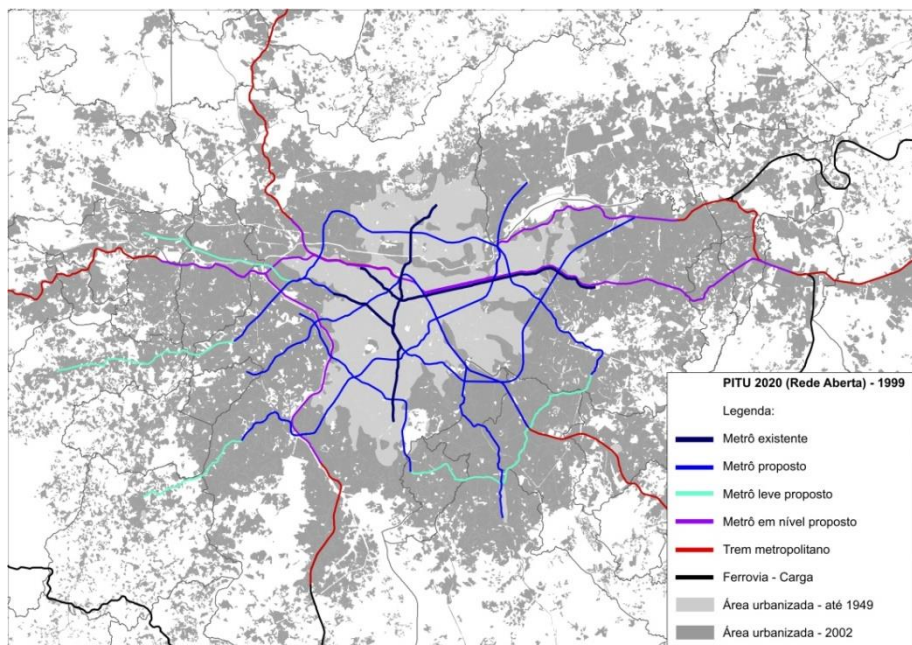 PITU 2020 (Rede Aberta) - 1999
Legenda:
Metrô existente
Metrô proposto
Metrô leve proposto
Metrô em nível proposto
Trem metropolitano
Ferrovia - Carga
Área urbanizada - até 1949
Área urbanizada - 2002